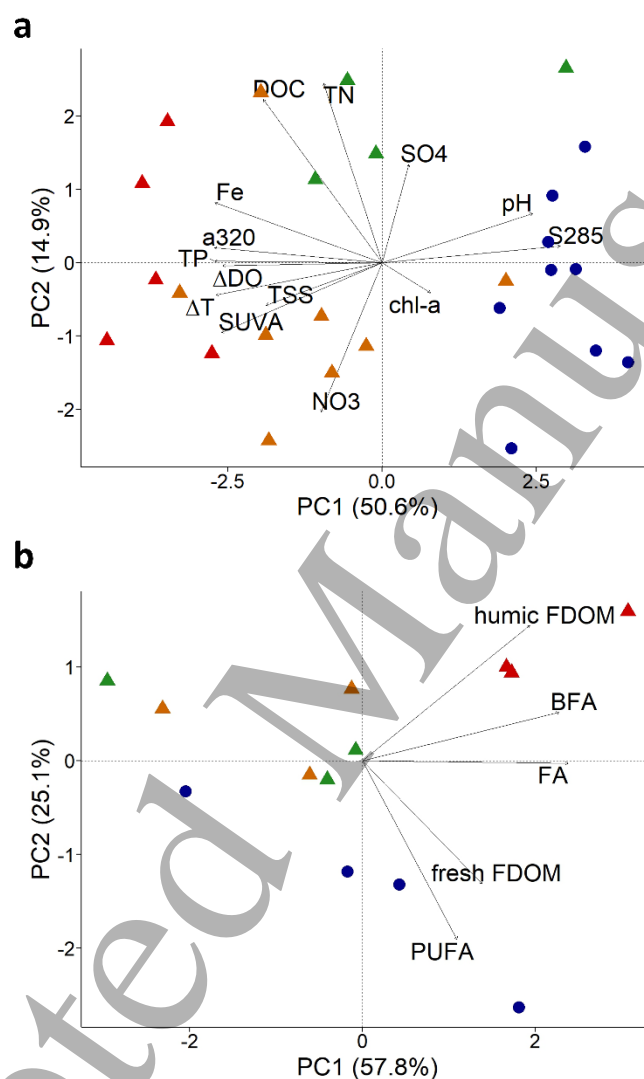 a
DOC
TN
SO4
Fe
pH
a320
S285
TP
ΔDO
ΔT
TSS
chl-a
SUVA
NO3
2
1
0
-1
-2
PC2 (14.9%)
-2.5
0.0
2.5
PC1 (50.6%)
b
humic FDOM
BFA
FA
fresh FDOM
PUFA
1
0
-1
-2
PC2 (25.1%)
-2
0
2
PC1 (57.8%)
pted Manus